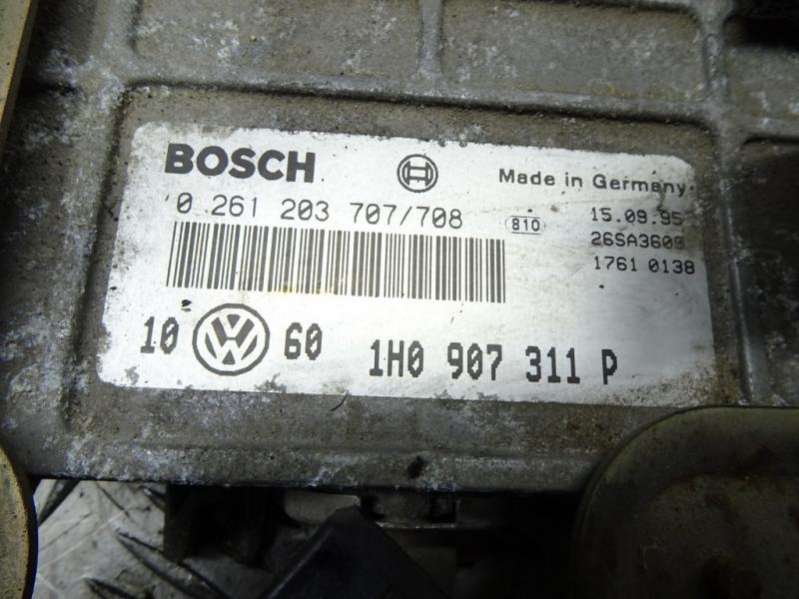 BOSCH
Made in Germany
0 261 203 707/708
810
15.09.95
26SA3609
1761 0138
10 VW 60 1H0 907 311 P